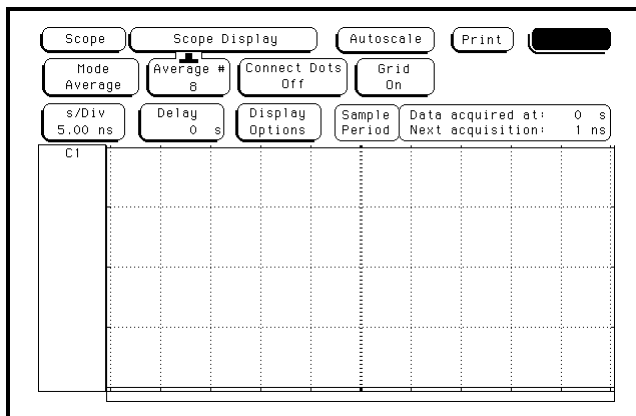 Scope Scope Display Autoscale Print
Mode Average # Connect Dots Grid
Average 8 Off On
s/Div Delay Display Sample Data acquired at: 0 s
5.00 ns 0 s Options Period Next acquisition: 1 ns
C1